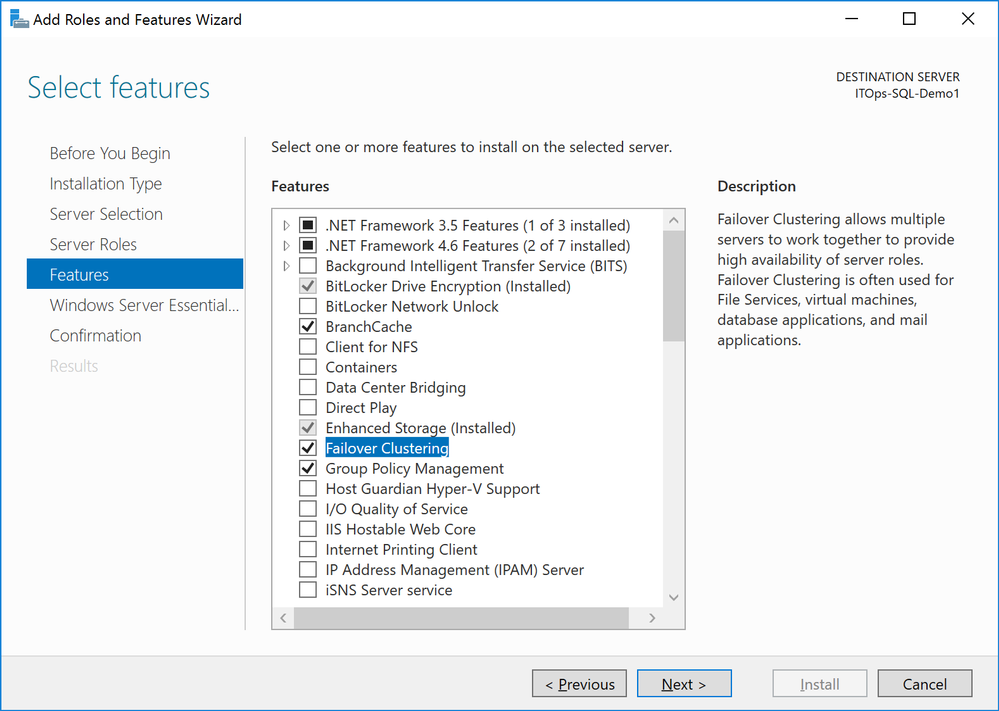 Add Roles and Features Wizard
Select features
DESTINATION SERVER
ITOps-SQL-Demo1
Before You Begin
Installation Type
Server Selection
Server Roles
Features
Windows Server Essential...
Confirmation
Results
Select one or more features to install on the selected server.
Features
.NET Framework 3.5 Features (1 of 3 installed)
.NET Framework 4.6 Features (2 of 7 installed)
Background Intelligent Transfer Service (BITS)
BitLocker Drive Encryption (Installed)
BitLocker Network Unlock
BranchCache
Client for NFS
Containers
Data Center Bridging
Direct Play
Enhanced Storage (Installed)
Failover Clustering
Group Policy Management
Host Guardian Hyper-V Support
I/O Quality of Service
IIS Hostable Web Core
Internet Printing Client
IP Address Management (IPAM) Server
iSNS Server service
Description
Failover Clustering allows multiple
servers to work together to provide
high availability of server roles.
Failover Clustering is often used for
File Services, virtual machines,
database applications, and mail
applications.
< Previous
Next >
Install
Cancel